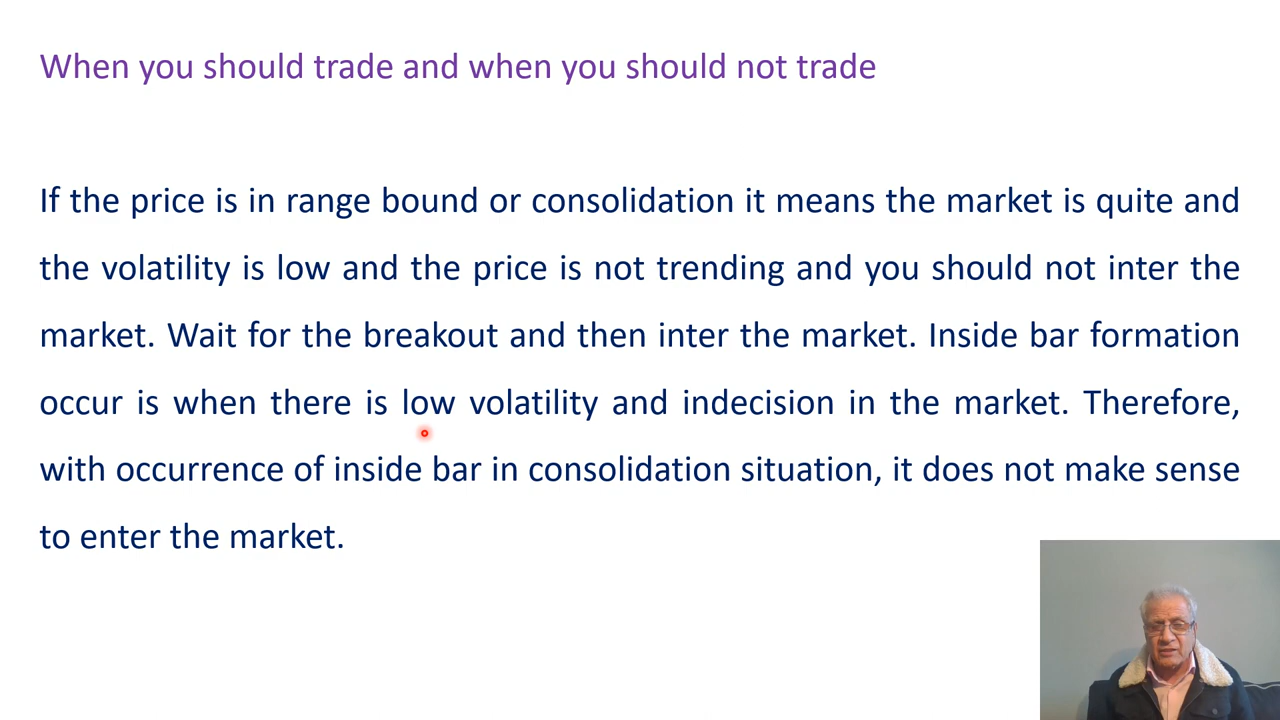 When you should trade and when you should not trade
If the price is in range bound or consolidation it means the market is quite and
the volatility is low and the price is not trending and you should not inter the
market. Wait for the breakout and then inter the market. Inside bar formation
occur is when there is low volatility and indecision in the market. Therefore,
with occurrence of inside bar in consolidation situation, it does not make sense
to enter the market.